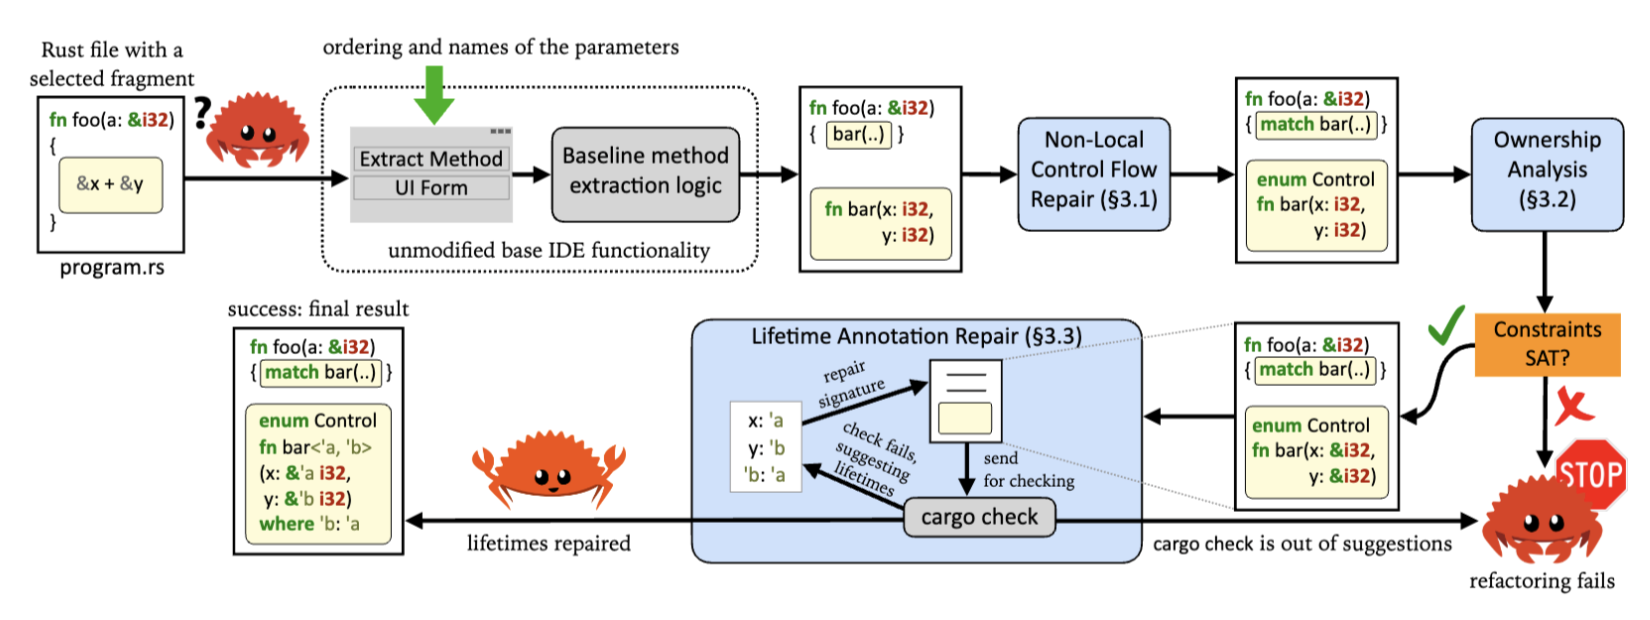 Rust file with a
selected fragment
fn foo(a: &i32)
{
&x + &y
}
program.rs
?
ordering and names of the parameters
Extract Method
UI Form
Baseline method
extraction logic
unmodified base IDE functionality
fn foo(a: &i32)
{ bar(..) }
fn bar(x: i32,
y: i32)
Non-Local
Control Flow
Repair (§3.1)
fn foo(a: &i32)
{ match bar(..) }
enum Control
fn bar(x: i32,
y: i32)
Ownership
Analysis
(§3.2)
Constraints
SAT?
STOP
refactoring fails
fn foo(a: &i32)
{ match bar(..) }
enum Control
fn bar(x: &i32,
y: &i32)
Lifetime Annotation Repair (§3.3)
repair
signature
x: 'a
y: 'b
'b: 'a
check fails,
suggesting
lifetimes
send
for checking
cargo check
cargo check is out of suggestions
lifetimes repaired
success: final result
fn foo(a: &i32)
{ match bar(..) }
enum Control
fn bar<'a, 'b>
(x: &'a i32,
y: &'b i32)
where 'b: 'a